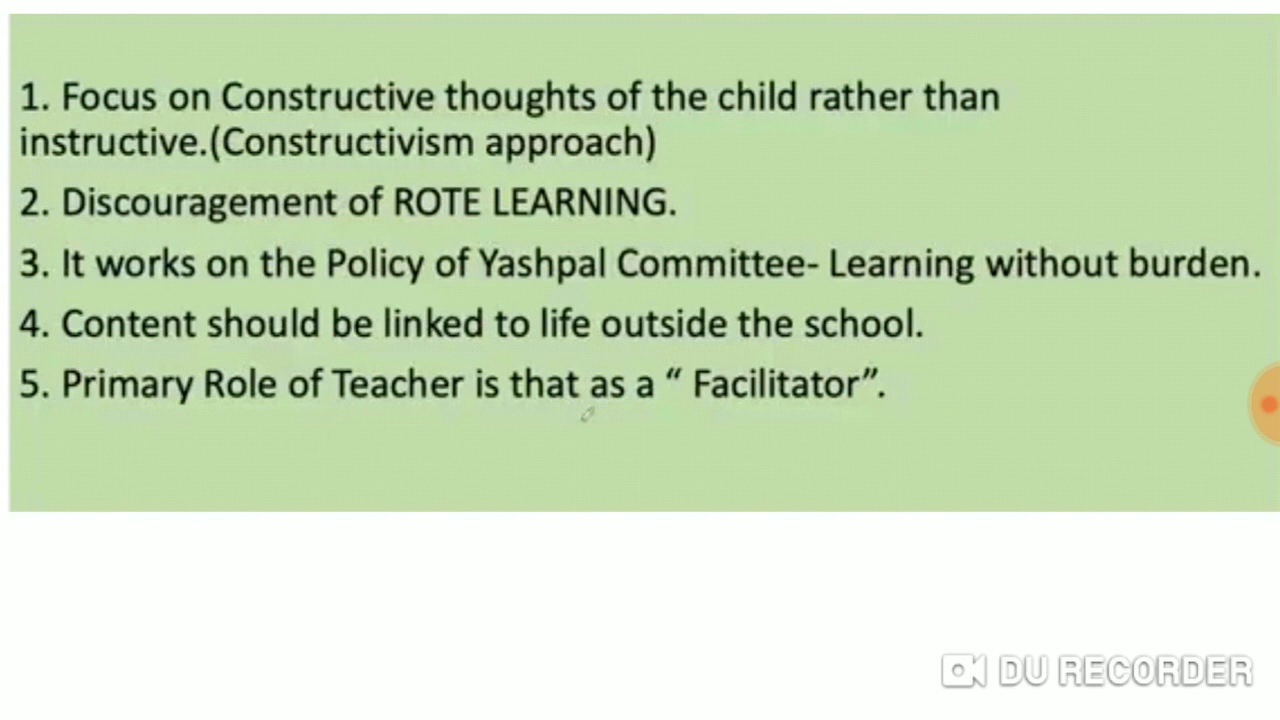 1. Focus on Constructive thoughts of the child rather than
instructive.(Constructivism approach)
2. Discouragement of ROTE LEARNING.
3. It works on the Policy of Yashpal Committee- Learning without burden.
4. Content should be linked to life outside the school.
5. Primary Role of Teacher is that as a “ Facilitator”.
DU RECORDER